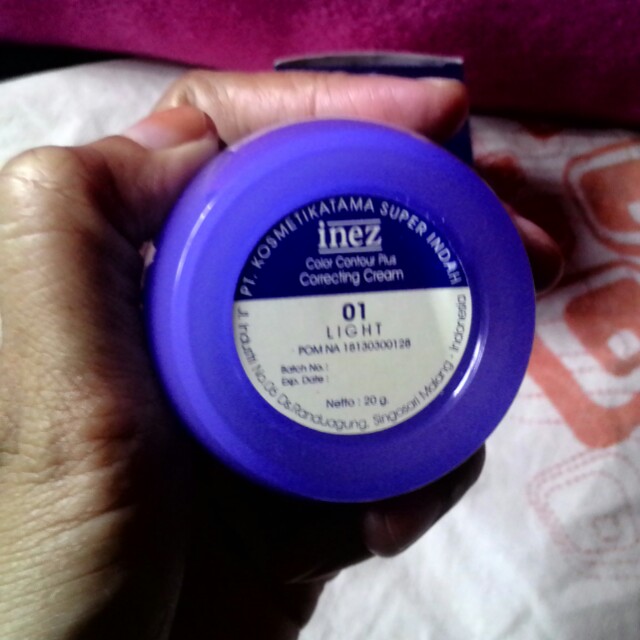 PT. KOSMETIKATAMA SUPER INDAH
inez
Color Contour Plus
Correcting Cream
01
LIGHT
POM NA 18130300128
Batch No. :
Exp. Date :
Netto : 20 g.
Jl. Industri No.06 Ds.Randuagung, Singosari Malang - Indonesia